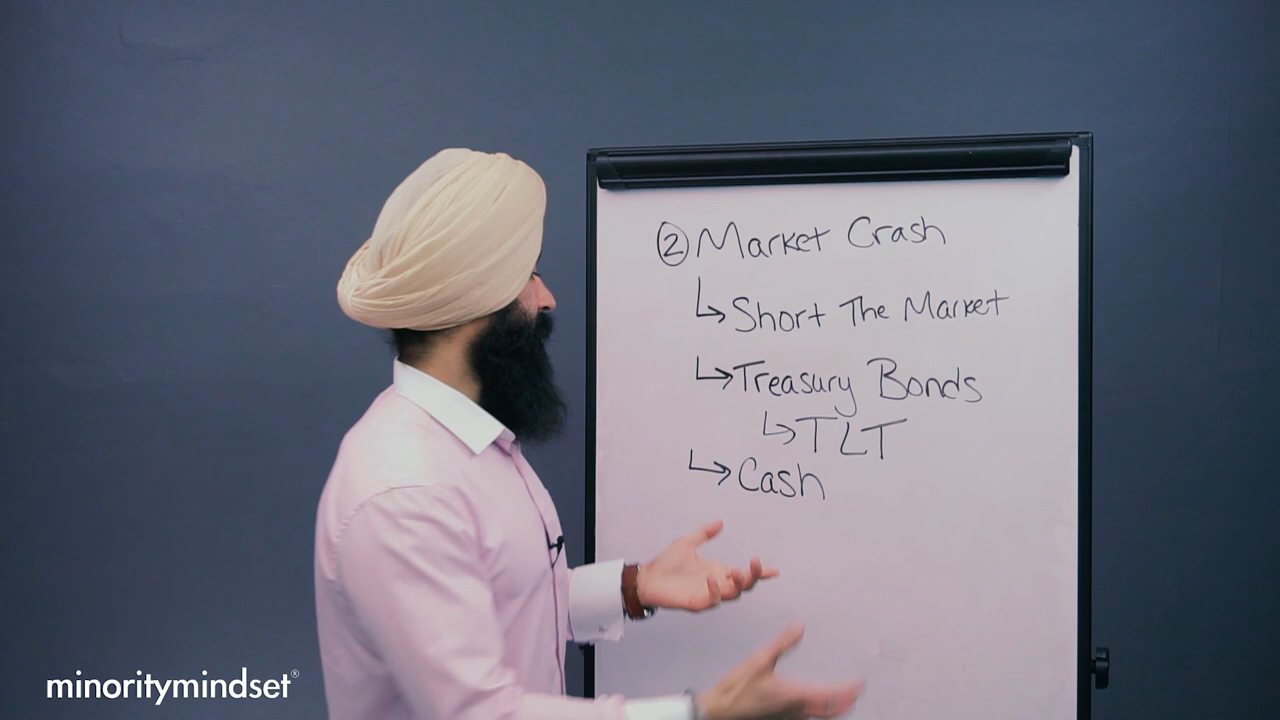 ② Market Crash
↳ Short The Market
↳ Treasury Bonds
↳ TLT
↳ Cash
minoritymindset®